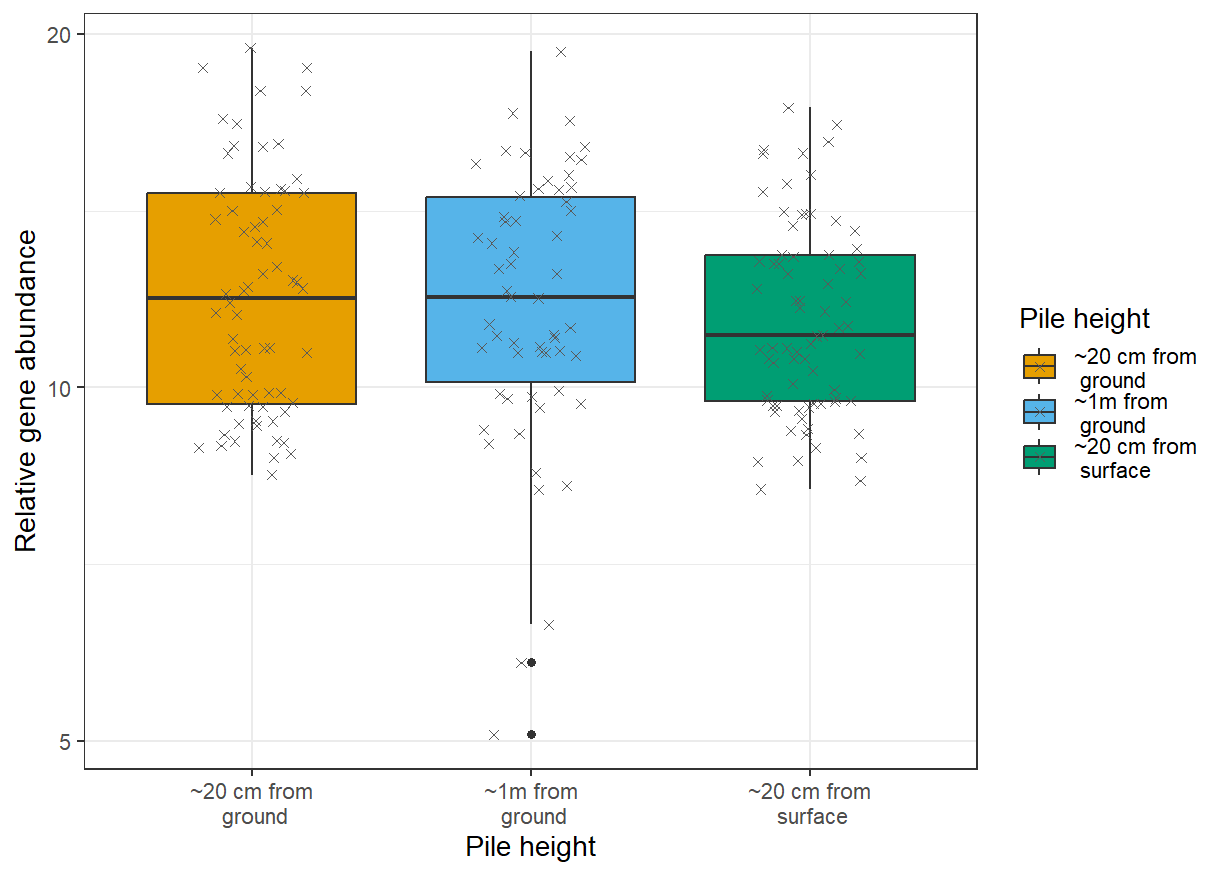 20
10
5
Relative gene abundance
~20 cm from
ground
~1m from
ground
~20 cm from
surface
Pile height
Pile height
~20 cm from
ground
~1m from
ground
~20 cm from
surface